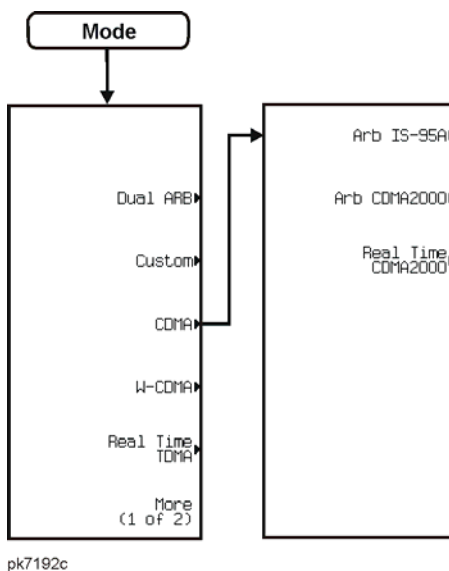 Mode
Dual ARB
Custom
CDMA
W-CDMA
Real Time
TDMA
More
(1 of 2)
Arb IS-95A
Arb CDMA2000
Real Time
CDMA2000
pk7192c